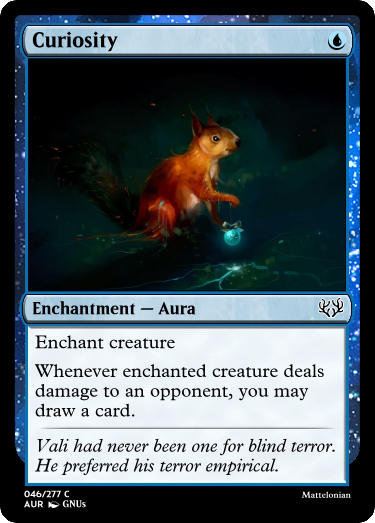 Curiosity
Enchantment — Aura
Enchant creature
Whenever enchanted creature deals
damage to an opponent, you may
draw a card.
Vali had never been one for blind terror.
He preferred his terror empirical.
046/277 C
AUR GNUs
Mattelonian